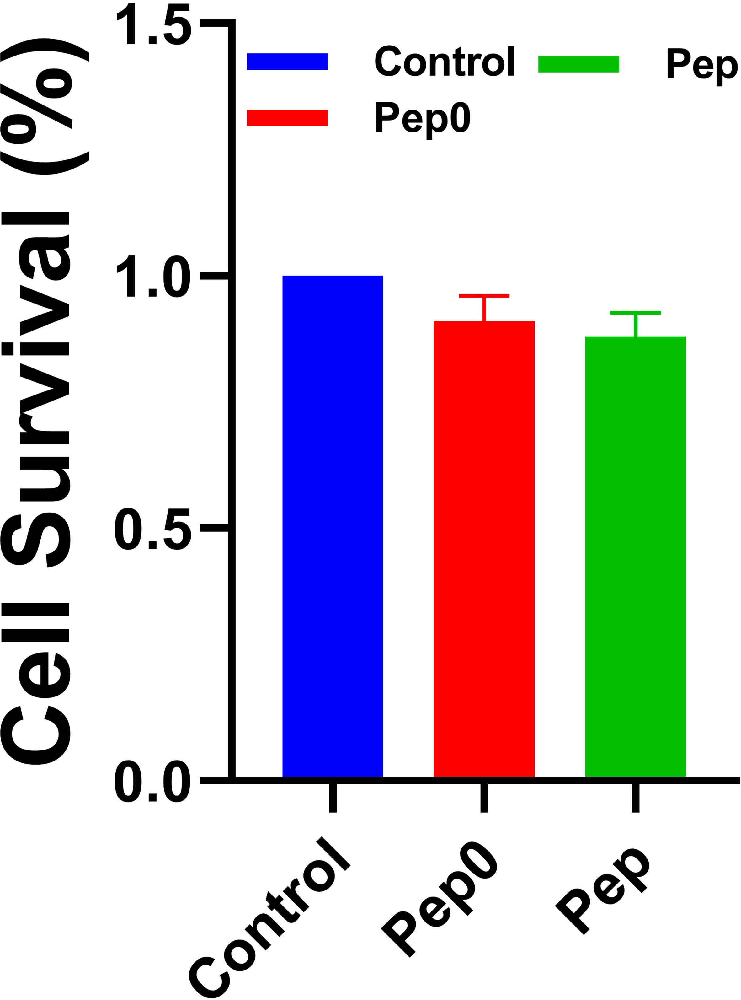 Cell Survival (%)
1.5
1.0
0.5
0.0
Control
Pep
Pep0
Control
Pep0
Pep